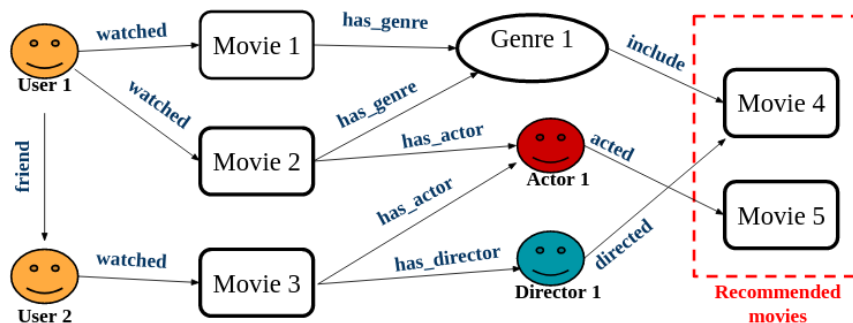 watched
has_genre
Genre 1
Movie 1
include
User 1
watched
has_genre
Movie 4
has_actor
Movie 2
acted
Actor 1
friend
has_actor
Movie 5
watched
has_director
directed
Movie 3
Director 1
User 2
Recommended
movies